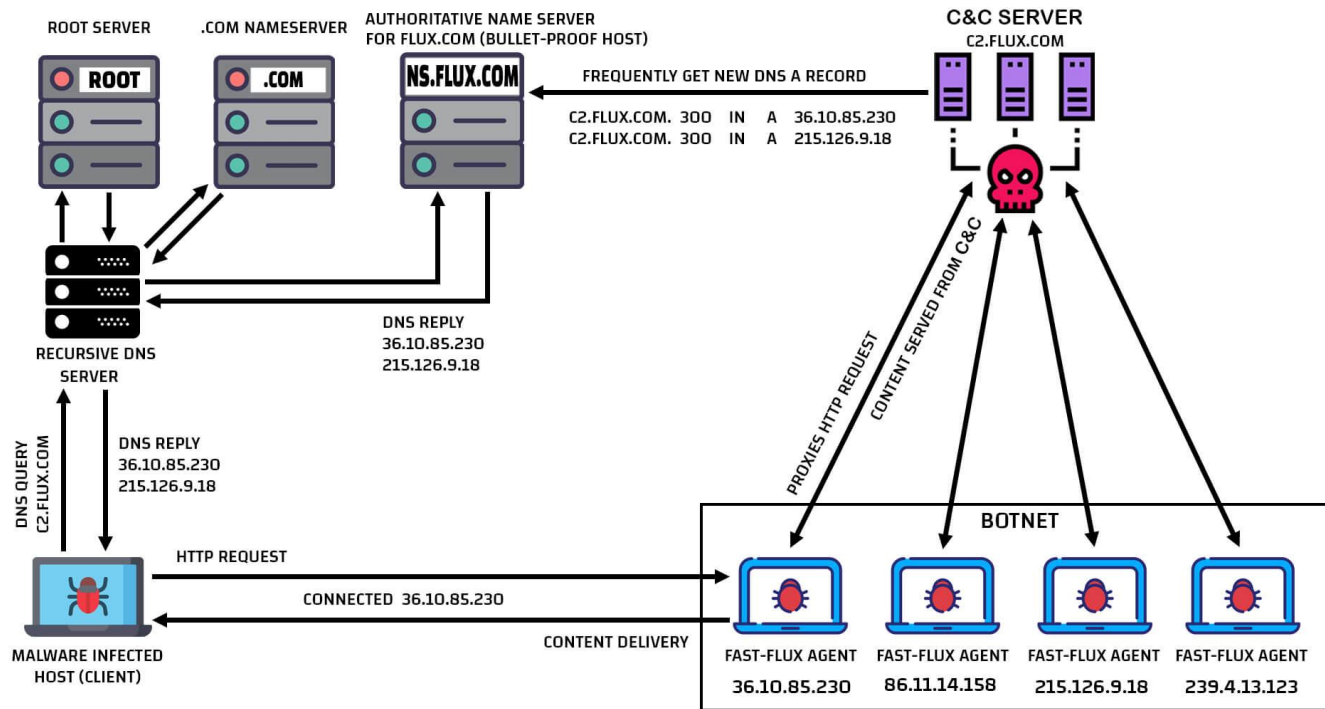 ROOT SERVER
.COM NAMESERVER
AUTHORITATIVE NAME SERVER
FOR FLUX.COM (BULLET-PROOF HOST)
C&C SERVER
C2.FLUX.COM
ROOT
.COM
NS.FLUX.COM
FREQUENTLY GET NEW DNS A RECORD
C2.FLUX.COM. 300 IN A 36.10.85.230
C2.FLUX.COM. 300 IN A 215.126.9.18
RECURSIVE DNS
SERVER
DNS REPLY
36.10.85.230
215.126.9.18
PROXIES HTTP REQUEST
CONTENT SERVED FROM C&C
DNS QUERY
C2.FLUX.COM
DNS REPLY
36.10.85.230
215.126.9.18
HTTP REQUEST
CONNECTED 36.10.85.230
CONTENT DELIVERY
MALWARE INFECTED
HOST (CLIENT)
BOTNET
FAST-FLUX AGENT
36.10.85.230
FAST-FLUX AGENT
86.11.14.158
FAST-FLUX AGENT
215.126.9.18
FAST-FLUX AGENT
239.4.13.123